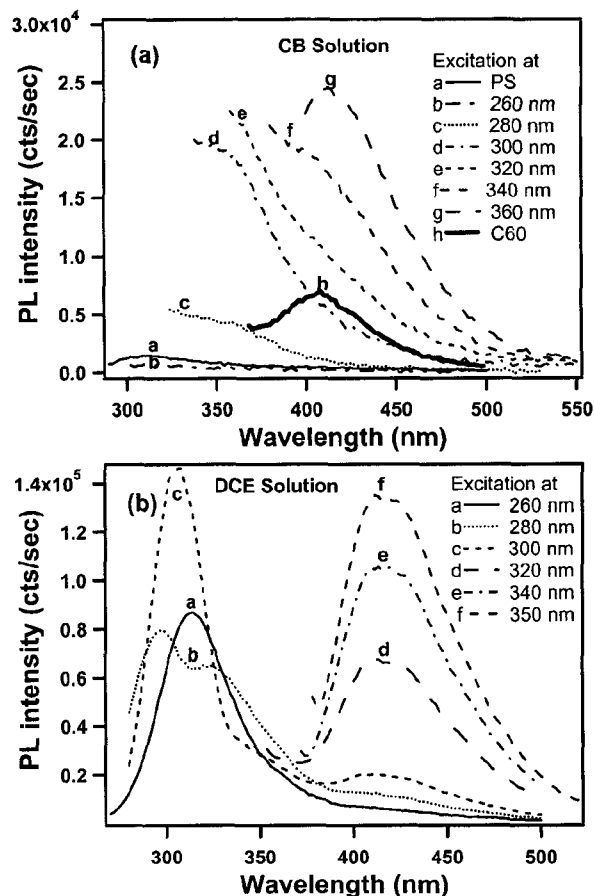 3.0x10⁴
(a)
CB Solution
Excitation at
a PS
b 260 nm
c 280 nm
d 300 nm
e 320 nm
f 340 nm
g 360 nm
h C60
2.5
2.0
1.5
1.0
0.5
0.0
g
e
f
d
h
c
a
b
PL intensity (cts/sec)
300 350 400 450 500 550
Wavelength (nm)
1.4x10⁵
(b)
DCE Solution
Excitation at
a 260 nm
b 280 nm
c 300 nm
d 320 nm
e 340 nm
f 350 nm
1.2
1.0
0.8
0.6
0.4
0.2
c
f
e
a
b
d
PL intensity (cts/sec)
300 350 400 450 500
Wavelength (nm)